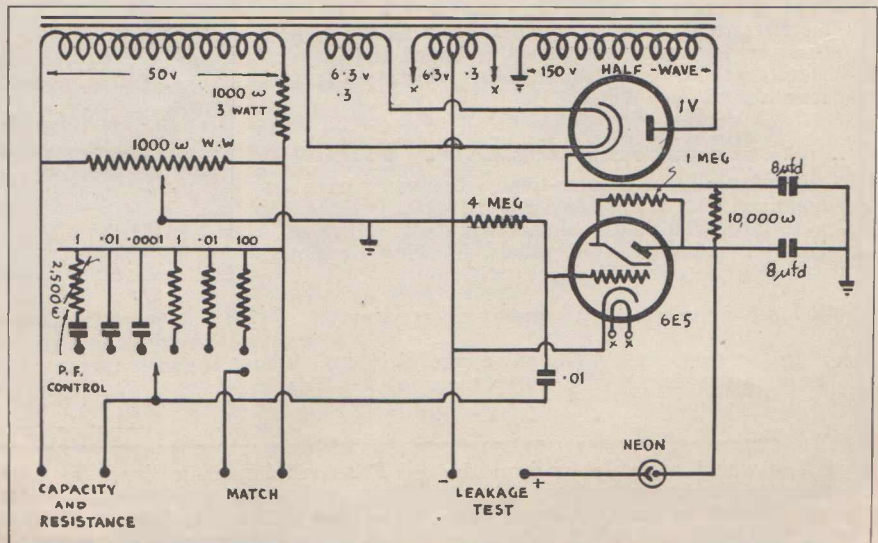 50 v
1000 ω
3 WATT
1000 ω W.W
6·3 v
·3
6·3v ·3
x x
150 v HALF-WAVE
1V
1 MEG
8μfd
10,000 ω
8μfd
4 MEG
6E5
x x
·01
1 ·01 ·0001 1 ·01 100
2,500ω
P.F.
CONTROL
NEON
CAPACITY
AND
RESISTANCE
MATCH
- LEAKAGE +
TEST